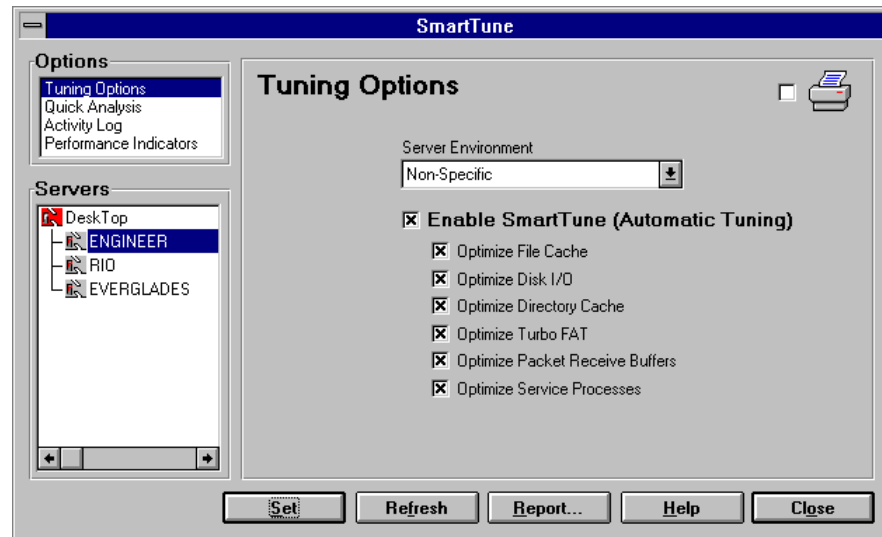 SmartTune
Options
Tuning Options
Quick Analysis
Activity Log
Performance Indicators
Servers
DeskTop
ENGINEER
RIO
EVERGLADES
Tuning Options
Server Environment
Non-Specific
Enable SmartTune (Automatic Tuning)
Optimize File Cache
Optimize Disk I/O
Optimize Directory Cache
Optimize Turbo FAT
Optimize Packet Receive Buffers
Optimize Service Processes
Set Refresh Report... Help Close